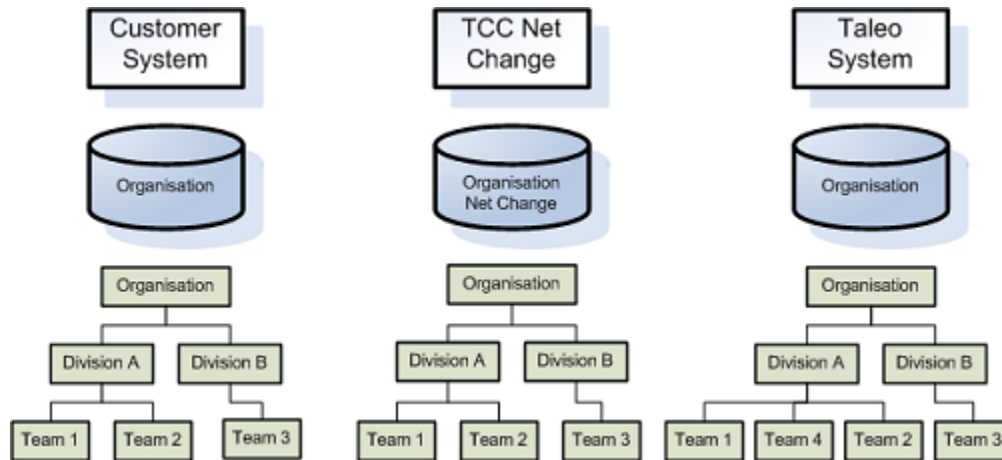 Customer
System
TCC Net
Change
Taleo
System
Organisation
Organisation
Net Change
Organisation
Organisation
Organisation
Organisation
Division A
Division B
Division A
Division B
Division A
Division B
Team 1
Team 2
Team 3
Team 1
Team 2
Team 3
Team 1
Team 4
Team 2
Team 3